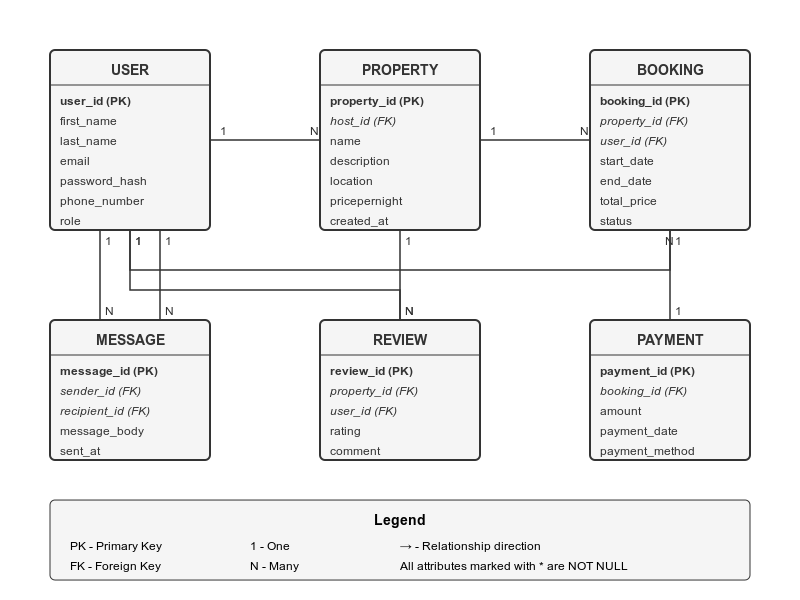 USER
user_id (PK)
first_name
last_name
email
password_hash
phone_number
role
PROPERTY
property_id (PK)
host_id (FK)
name
description
location
pricepernight
created_at
BOOKING
booking_id (PK)
property_id (FK)
user_id (FK)
start_date
end_date
total_price
status
1 N 1 N
1 1 1 1 N 1
N N N 1
MESSAGE
message_id (PK)
sender_id (FK)
recipient_id (FK)
message_body
sent_at
REVIEW
review_id (PK)
property_id (FK)
user_id (FK)
rating
comment
PAYMENT
payment_id (PK)
booking_id (FK)
amount
payment_date
payment_method
Legend
PK - Primary Key 1 - One → - Relationship direction
FK - Foreign Key N - Many All attributes marked with * are NOT NULL